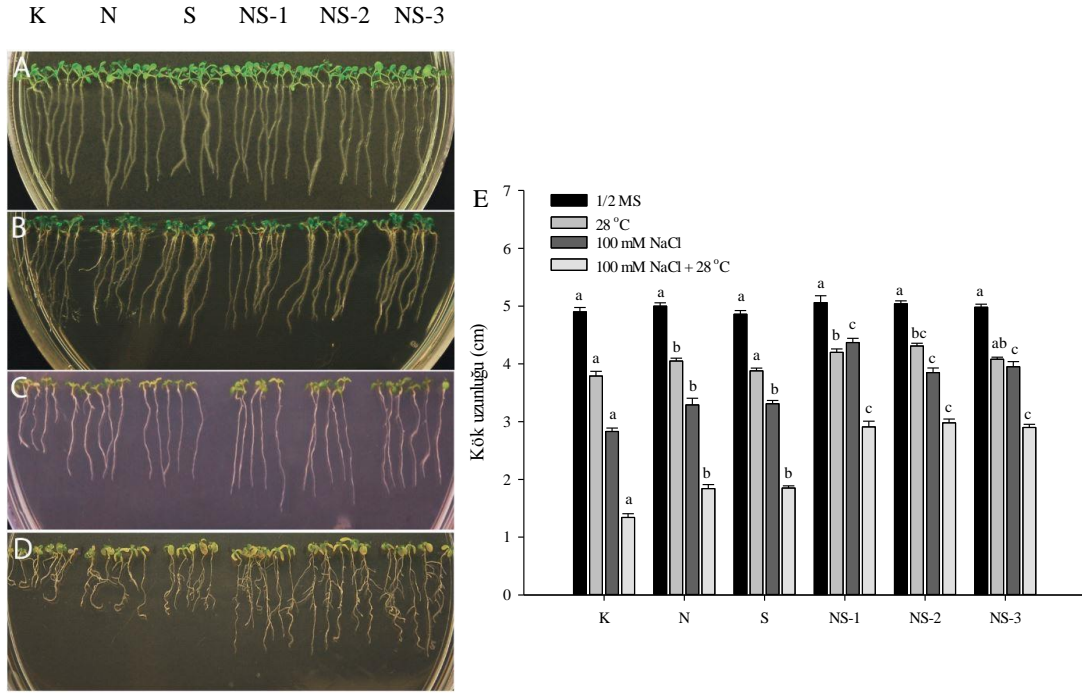 K N S NS-1 NS-2 NS-3
A
B
C
D
E
1/2 MS
28 °C
100 mM NaCl
100 mM NaCl + 28 °C
Kök uzunluğu (cm)
7
6
5
4
3
2
1
0
a a a a
a b b b
a a b b
a b c c
a bc c c
a ab c c
K N S NS-1 NS-2 NS-3